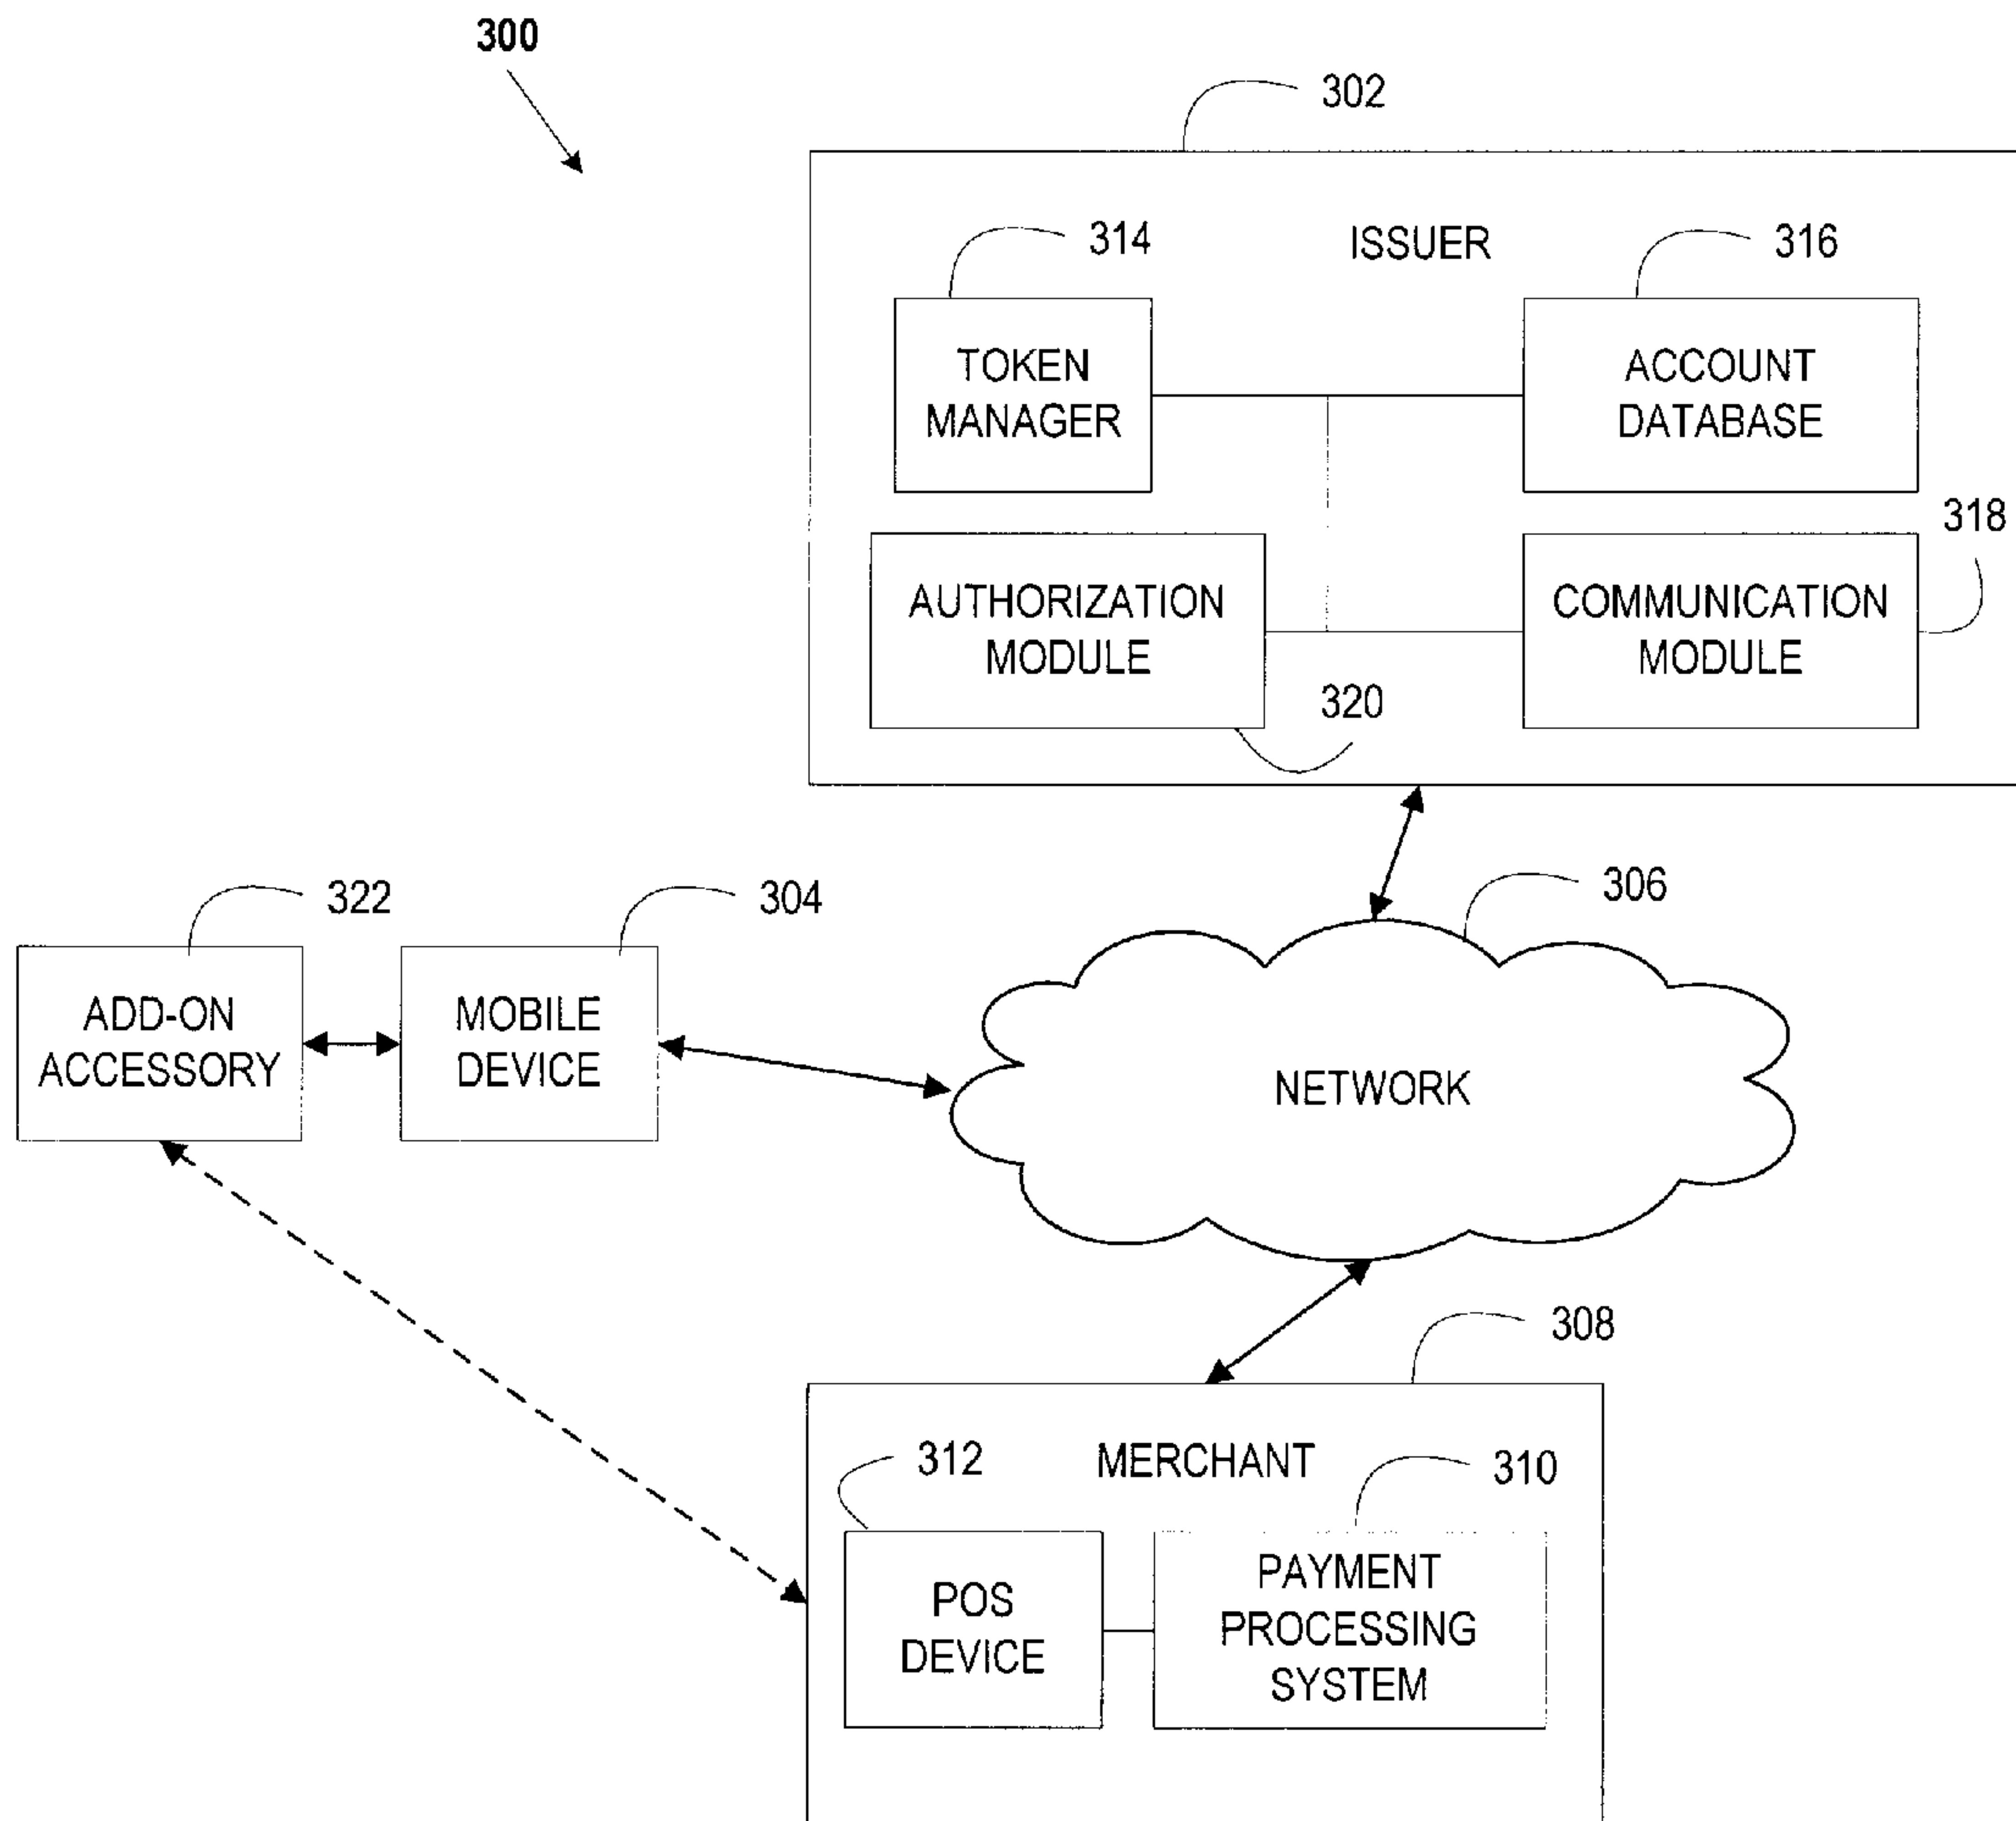 300
302
ISSUER
314
316
TOKEN
MANAGER
ACCOUNT
DATABASE
318
AUTHORIZATION
MODULE
COMMUNICATION
MODULE
320
322
304
306
ADD-ON
ACCESSORY
MOBILE
DEVICE
NETWORK
308
MERCHANT
312
310
POS
DEVICE
PAYMENT
PROCESSING
SYSTEM